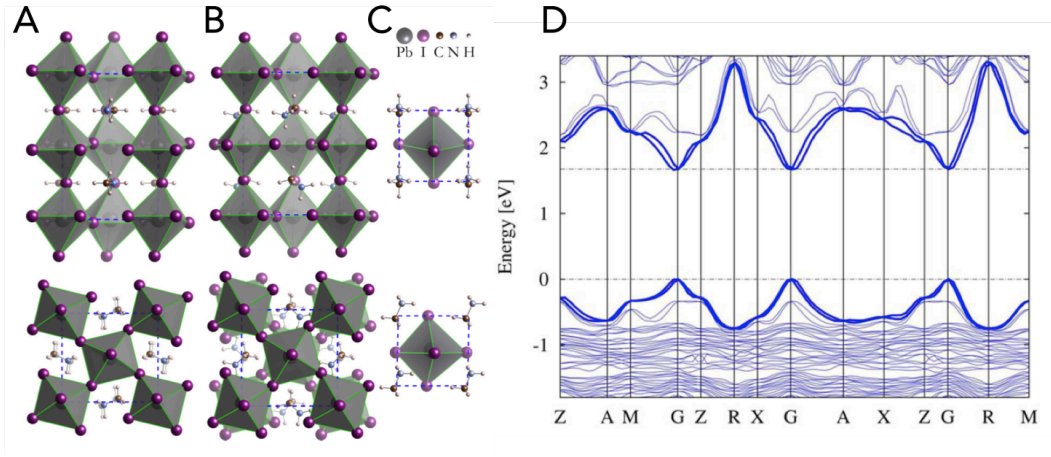 A
B
C
D
Pb I C N H
Energy [eV]
3
2
1
0
-1
Z A M G Z R X G A X Z G R M